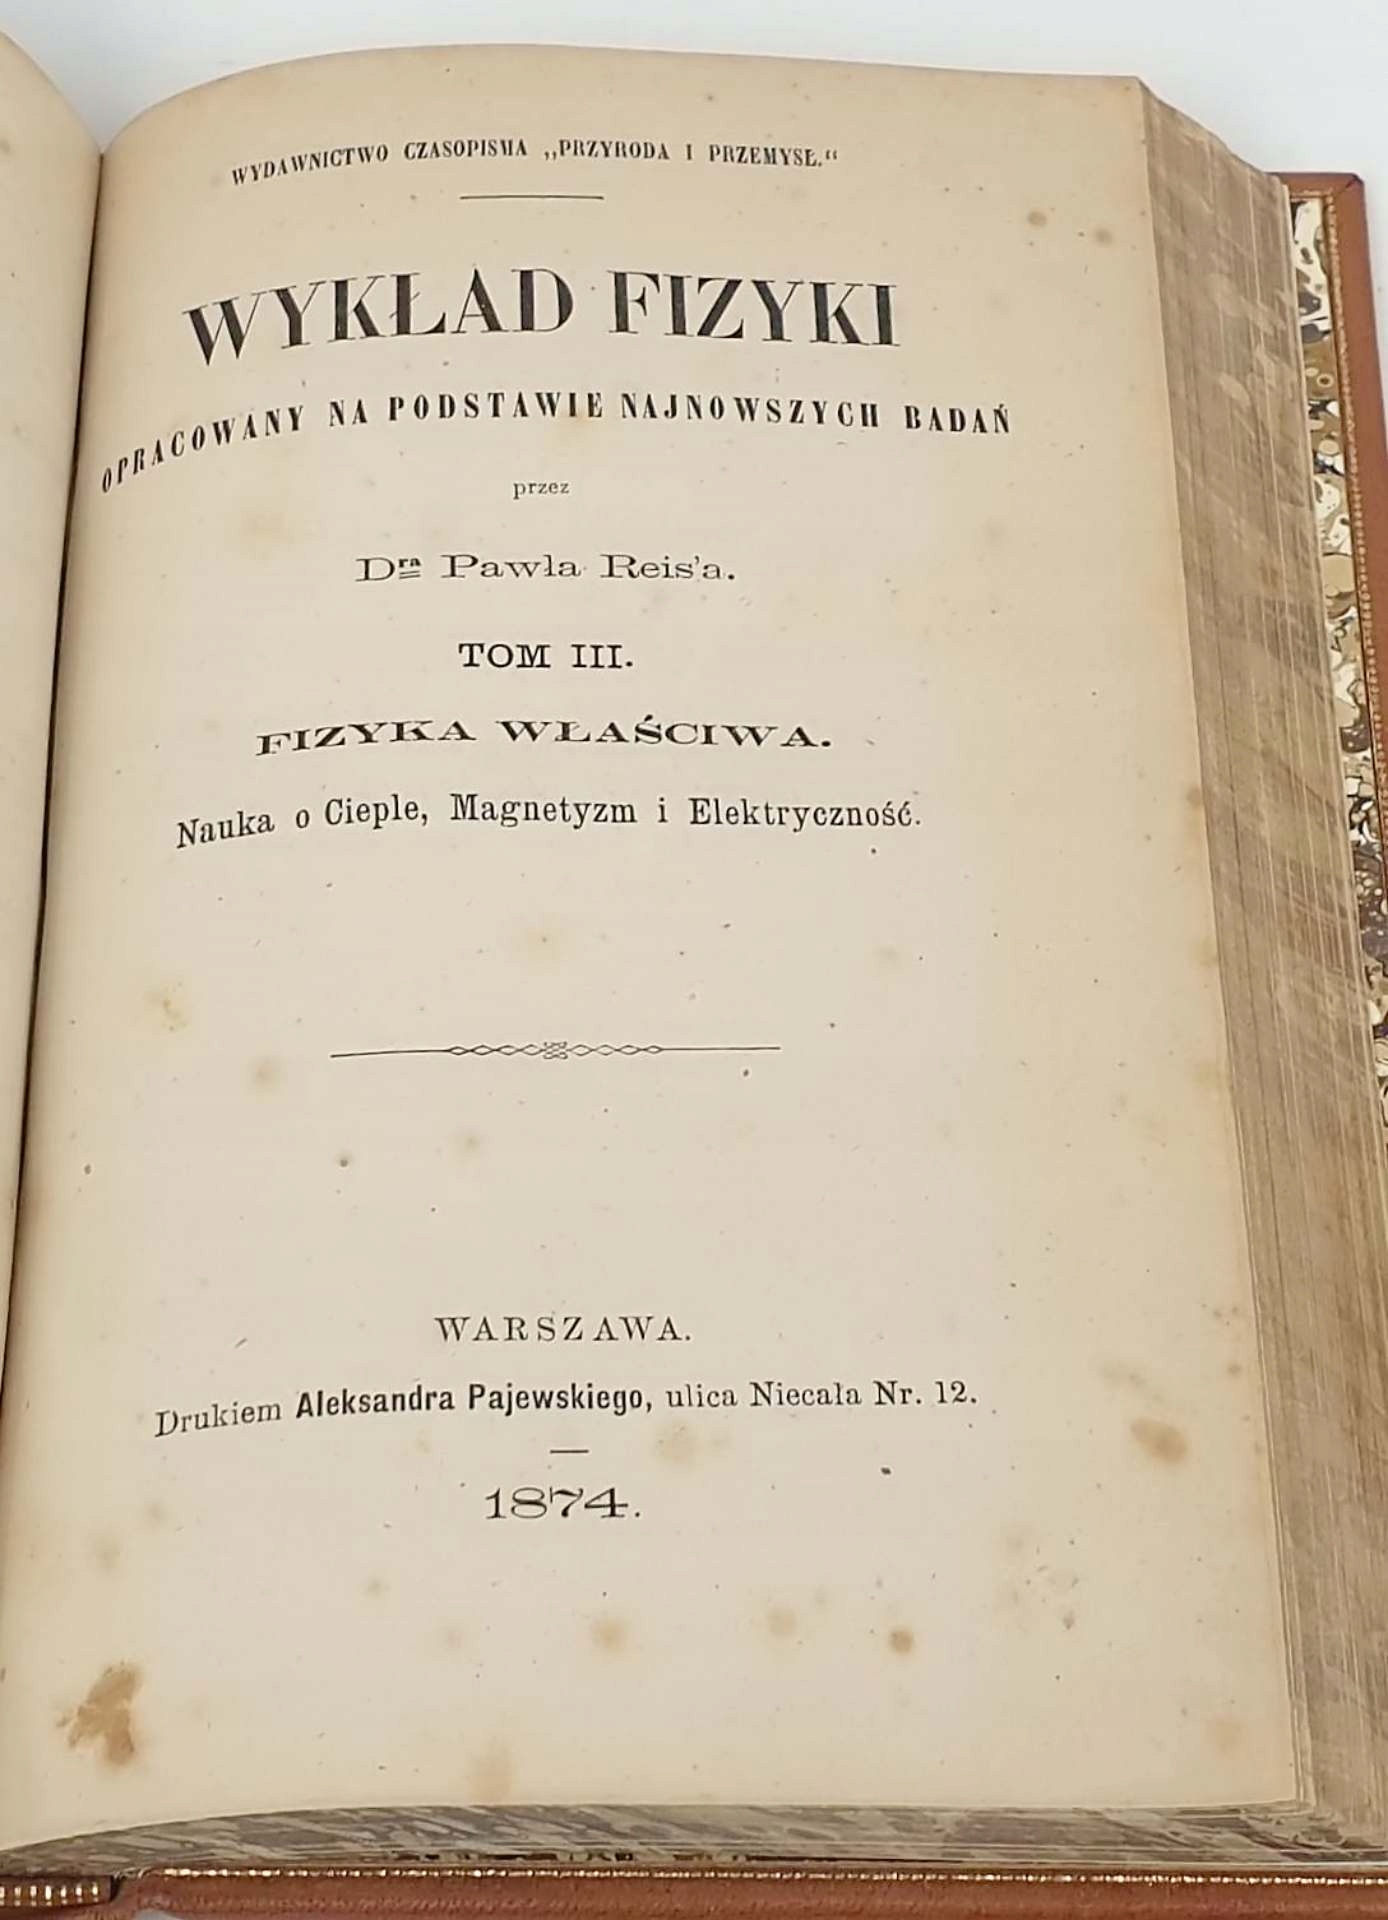 WYDAWNICTWO CZASOPISMA „PRZYRODA I PRZEMYSŁ.“
WYKŁAD FIZYKI
OPRACOWANY NA PODSTAWIE NAJNOWSZYCH BADAŃ
przez
Dra Pawła Reis'a.
TOM III.
FIZYKA WŁAŚCIWA.
Nauka o Cieple, Magnetyzm i Elektryczność.
WARSZAWA.
Drukiem Aleksandra Pajewskiego, ulica Niecała Nr. 12.
1874.